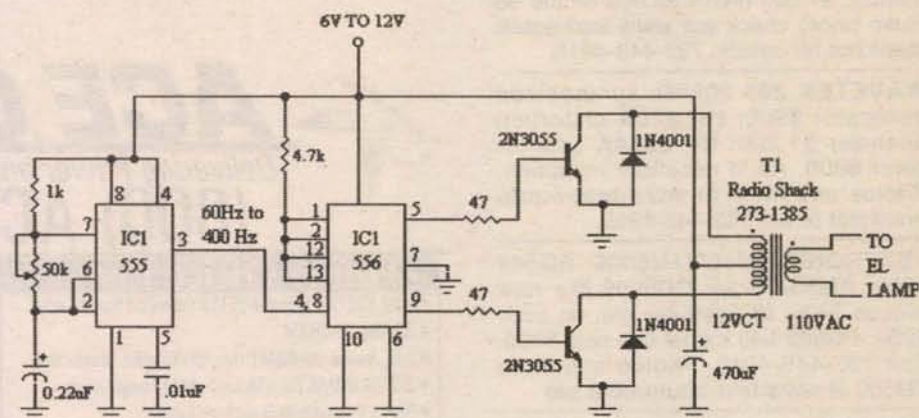 6V TO 12V
1k
50k
0.22uF
.01uF
7
6
2
8
4
3
1
5
IC1
555
60Hz to
400 Hz
4.7k
1
2
12
13
4, 8
5
7
9
10
6
IC1
556
47
47
2N3055
2N3055
1N4001
1N4001
T1
Radio Shack
273-1385
12VCT
110VAC
470uF
TO
EL
LAMP